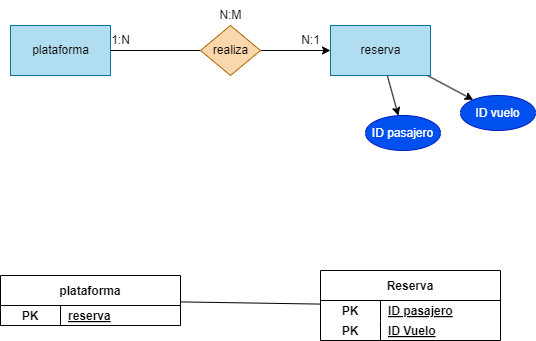 N:M
plataforma
1:N
realiza
N:1
reserva
ID pasajero
ID vuelo
plataforma
PK reserva
Reserva
PK ID pasajero
PK ID Vuelo